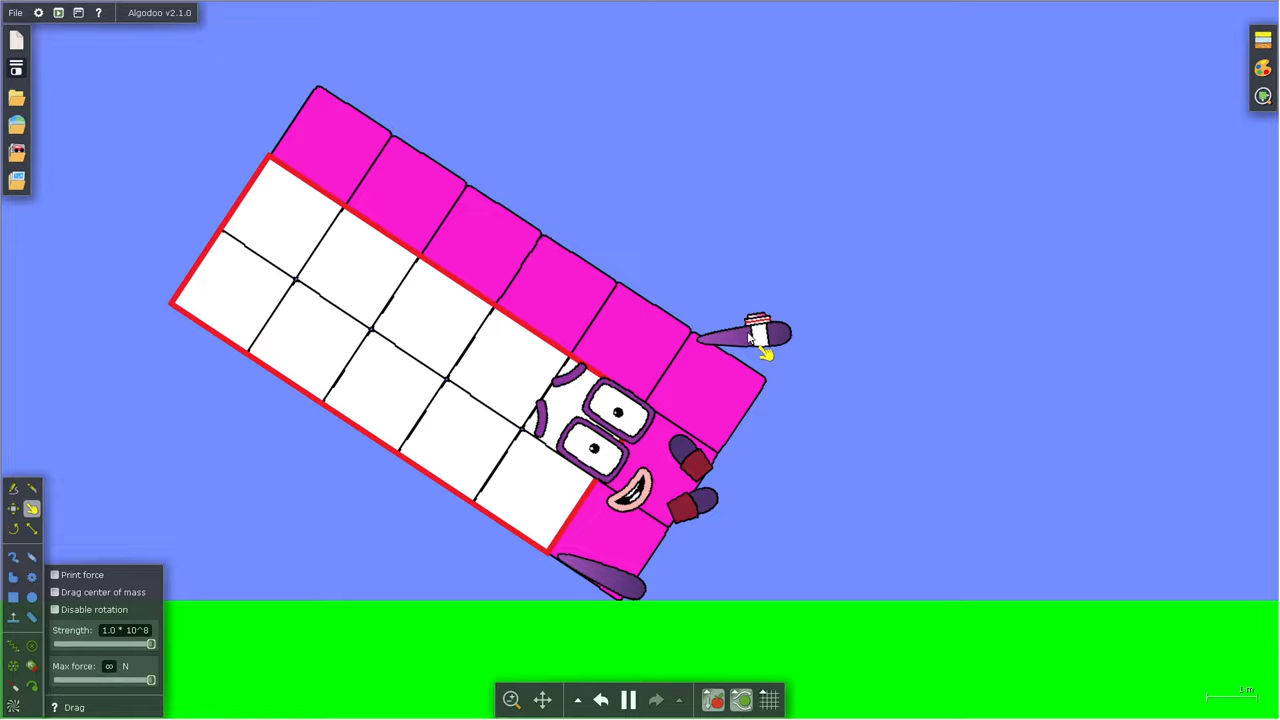 File ? Algodoo v2.1.0
Print force
Drag center of mass
Disable rotation
Strength: 1.0 * 10^8
Max force: ∞ N
? Drag
1 m